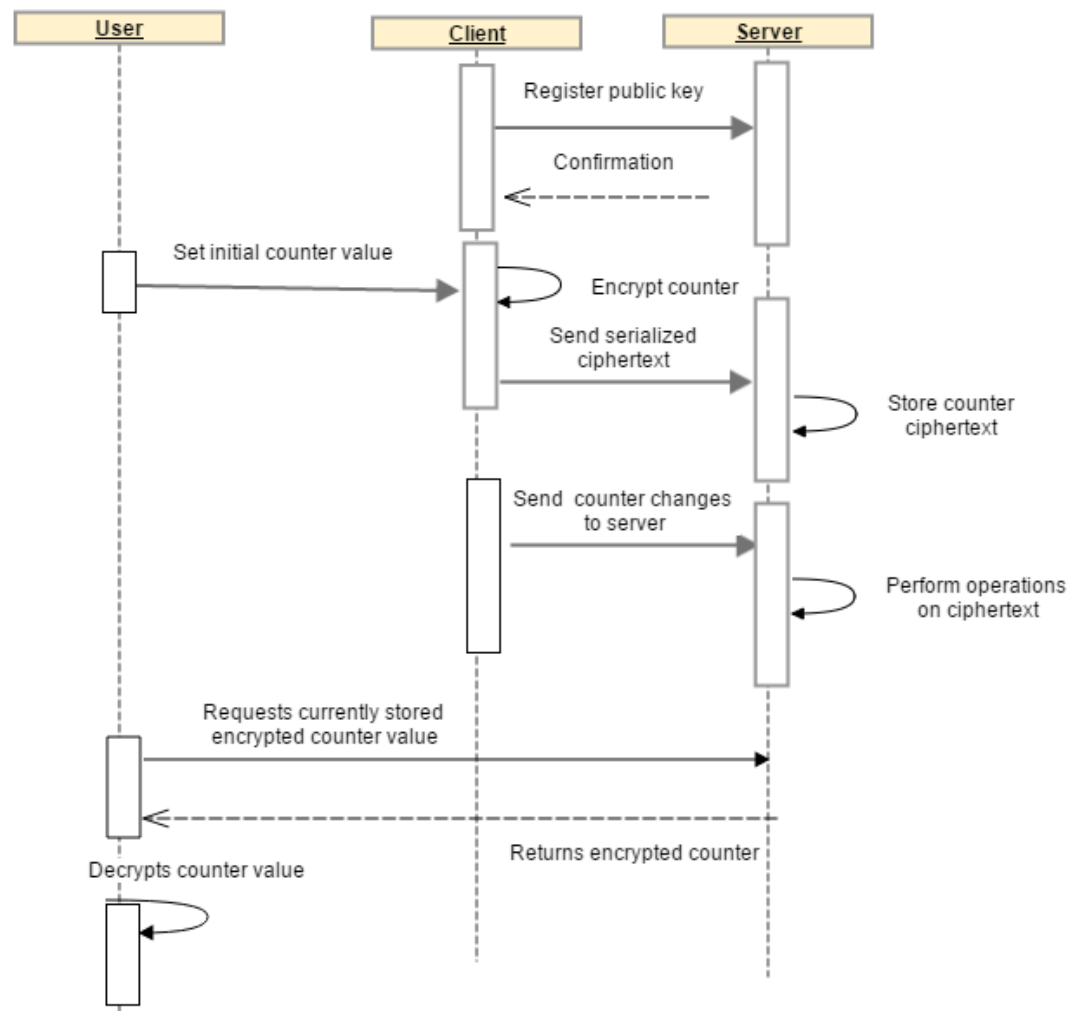 User
Client
Server
Register public key
Confirmation
Set initial counter value
Encrypt counter
Send serialized
ciphertext
Store counter
ciphertext
Send counter changes
to server
Perform operations
on ciphertext
Requests currently stored
encrypted counter value
Returns encrypted counter
Decrypts counter value